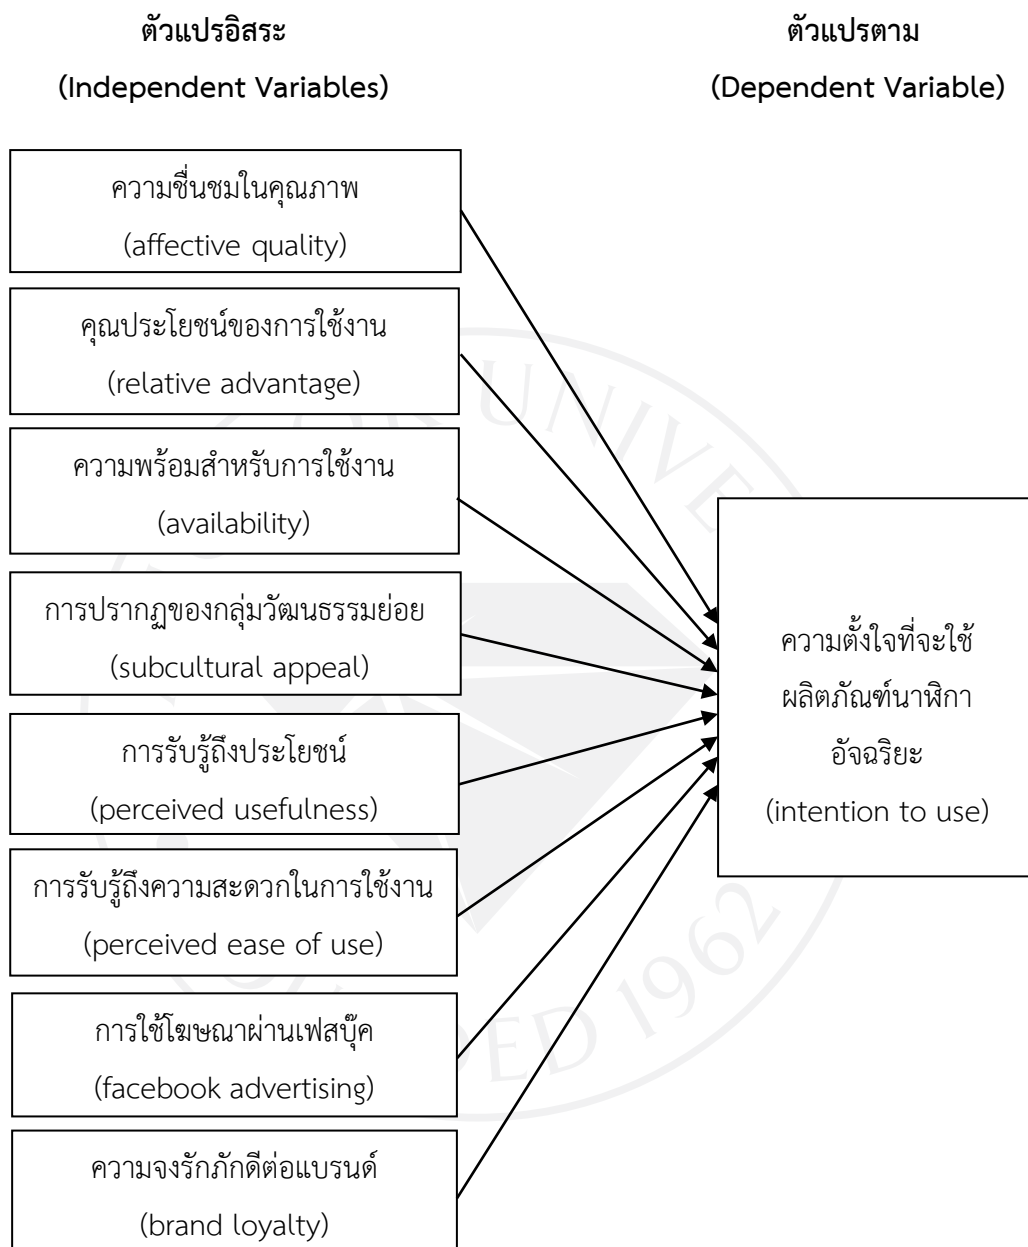 ตัวแปรอิสระ
(Independent Variables)
ตัวแปรตาม
(Dependent Variable)
ความชื่นชมในคุณภาพ
(affective quality)
คุณประโยชน์ของการใช้งาน
(relative advantage)
ความพร้อมสำหรับการใช้งาน
(availability)
การปรากฏของกลุ่มวัฒนธรรมย่อย
(subcultural appeal)
การรับรู้ถึงประโยชน์
(perceived usefulness)
การรับรู้ถึงความสะดวกในการใช้งาน
(perceived ease of use)
การใช้โฆษณาผ่านเฟสบุ๊ค
(facebook advertising)
ความจงรักภักดีต่อแบรนด์
(brand loyalty)
ความตั้งใจที่จะใช้
ผลิตภัณฑ์นาฬิกา
อัจฉริยะ
(intention to use)
1962